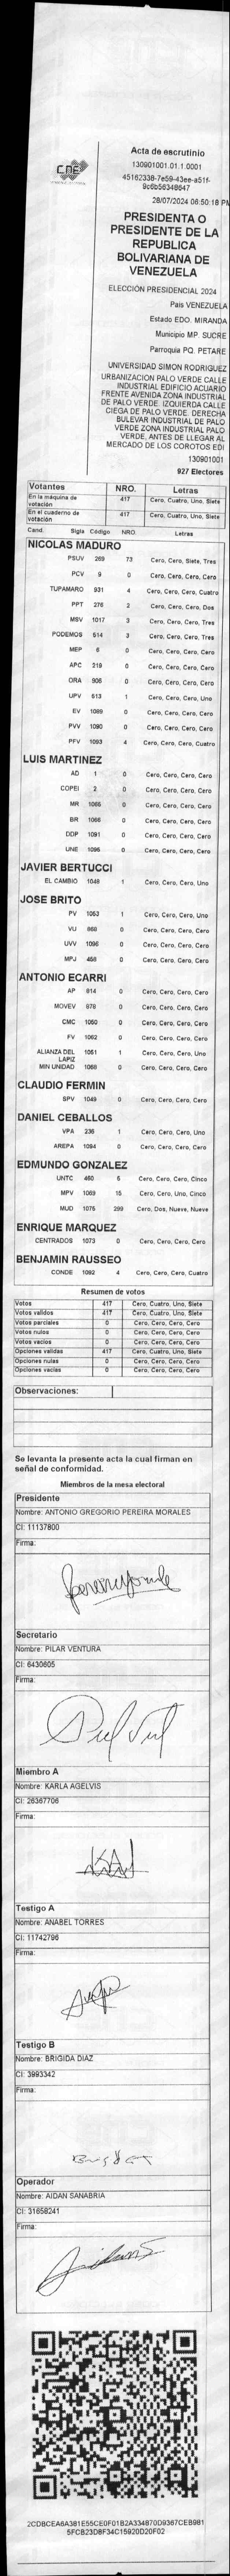 CNE
Acta de escrutinio
130901001.01.1.0001
45162338-7e59-43ee-a51f-
9c6b56348647
28/07/2024 06:50:18 PM
PRESIDENTA O
PRESIDENTE DE LA
REPUBLICA
BOLIVARIANA DE
VENEZUELA
ELECCIÓN PRESIDENCIAL 2024
Pais VENEZUELA
Estado EDO. MIRANDA
Municipio MP. SUCRE
Parroquia PQ. PETARE
UNIVERSIDAD SIMON RODRIGUEZ
URBANIZACION PALO VERDE CALLE
INDUSTRIAL EDIFICIO ACUARIO
FRENTE AVENIDA ZONA INDUSTRIAL
DE PALO VERDE. IZQUIERDA CALLE
CIEGA DE PALO VERDE. DERECHA
BULEVAR INDUSTRIAL DE PALO
VERDE ZONA INDUSTRIAL PALO
VERDE. ANTES DE LLEGAR AL
MERCADO DE LOS COROTOS EDI
130901001
927 Electores
Votantes NRO. Letras
En la máquina de votación 417 Cero, Cuatro, Uno, Siete
En el cuaderno de votación 417 Cero, Cuatro, Uno, Siete
Cand. Sigla Código NRO. Letras
NICOLAS MADURO
PSUV 269 73 Cero, Cero, Siete, Tres
PCV 9 0 Cero, Cero, Cero, Cero
TUPAMARO 931 4 Cero, Cero, Cero, Cuatro
PPT 276 2 Cero, Cero, Cero, Dos
MSV 1017 3 Cero, Cero, Cero, Tres
PODEMOS 514 3 Cero, Cero, Cero, Tres
MEP 6 0 Cero, Cero, Cero, Cero
APC 219 0 Cero, Cero, Cero, Cero
ORA 906 0 Cero, Cero, Cero, Cero
UPV 613 1 Cero, Cero, Cero, Uno
EV 1089 0 Cero, Cero, Cero, Cero
PVV 1090 0 Cero, Cero, Cero, Cero
PFV 1093 4 Cero, Cero, Cero, Cuatro
LUIS MARTINEZ
AD 1 0 Cero, Cero, Cero, Cero
COPEI 2 0 Cero, Cero, Cero, Cero
MR 1065 0 Cero, Cero, Cero, Cero
BR 1066 0 Cero, Cero, Cero, Cero
DDP 1091 0 Cero, Cero, Cero, Cero
UNE 1095 0 Cero, Cero, Cero, Cero
JAVIER BERTUCCI
EL CAMBIO 1048 1 Cero, Cero, Cero, Uno
JOSE BRITO
PV 1052 1 Cero, Cero, Cero, Uno
VU 868 0 Cero, Cero, Cero, Cero
UVV 1096 0 Cero, Cero, Cero, Cero
MPJ 458 0 Cero, Cero, Cero, Cero
ANTONIO ECARRI
AP 814 0 Cero, Cero, Cero, Cero
MOVEV 878 0 Cero, Cero, Cero, Cero
CMC 1050 0 Cero, Cero, Cero, Cero
FV 1062 0 Cero, Cero, Cero, Cero
ALIANZA DEL LAPIZ 1051 1 Cero, Cero, Cero, Uno
MIN UNIDAD 1068 0 Cero, Cero, Cero, Cero
CLAUDIO FERMIN
SPV 1049 0 Cero, Cero, Cero, Cero
DANIEL CEBALLOS
VPA 236 1 Cero, Cero, Cero, Uno
AREPA 1094 0 Cero, Cero, Cero, Cero
EDMUNDO GONZALEZ
UNTC 480 5 Cero, Cero, Cero, Cinco
MPV 1069 15 Cero, Cero, Uno, Cinco
MUD 1075 299 Cero, Dos, Nueve, Nueve
ENRIQUE MARQUEZ
CENTRADOS 1073 0 Cero, Cero, Cero, Cero
BENJAMIN RAUSSEO
CONDE 1092 4 Cero, Cero, Cero, Cuatro
Resumen de votos
Votos 417 Cero, Cuatro, Uno, Siete
Votos validos 417 Cero, Cuatro, Uno, Siete
Votos parciales 0 Cero, Cero, Cero, Cero
Votos nulos 0 Cero, Cero, Cero, Cero
Votos vacios 0 Cero, Cero, Cero, Cero
Opciones validas 417 Cero, Cuatro, Uno, Siete
Opciones nulas 0 Cero, Cero, Cero, Cero
Opciones vacias 0 Cero, Cero, Cero, Cero
Observaciones:
Se levanta la presente acta la cual firman en
señal de conformidad.
Miembros de la mesa electoral
Presidente
Nombre: ANTONIO GREGORIO PEREIRA MORALES
CI: 11137800
Firma:
Secretario
Nombre: PILAR VENTURA
CI: 6430605
Firma:
Miembro A
Nombre: KARLA AGELVIS
CI: 26367706
Firma:
Testigo A
Nombre: ANABEL TORRES
CI: 11742796
Firma:
Testigo B
Nombre: BRIGIDA DIAZ
CI: 3993342
Firma:
Operador
Nombre: AIDAN SANABRIA
CI: 31658241
Firma:
2CDBCEA6A381E55CE0F01B2A334870D9367CEB981
5FCB23D8F34C15920D20F02